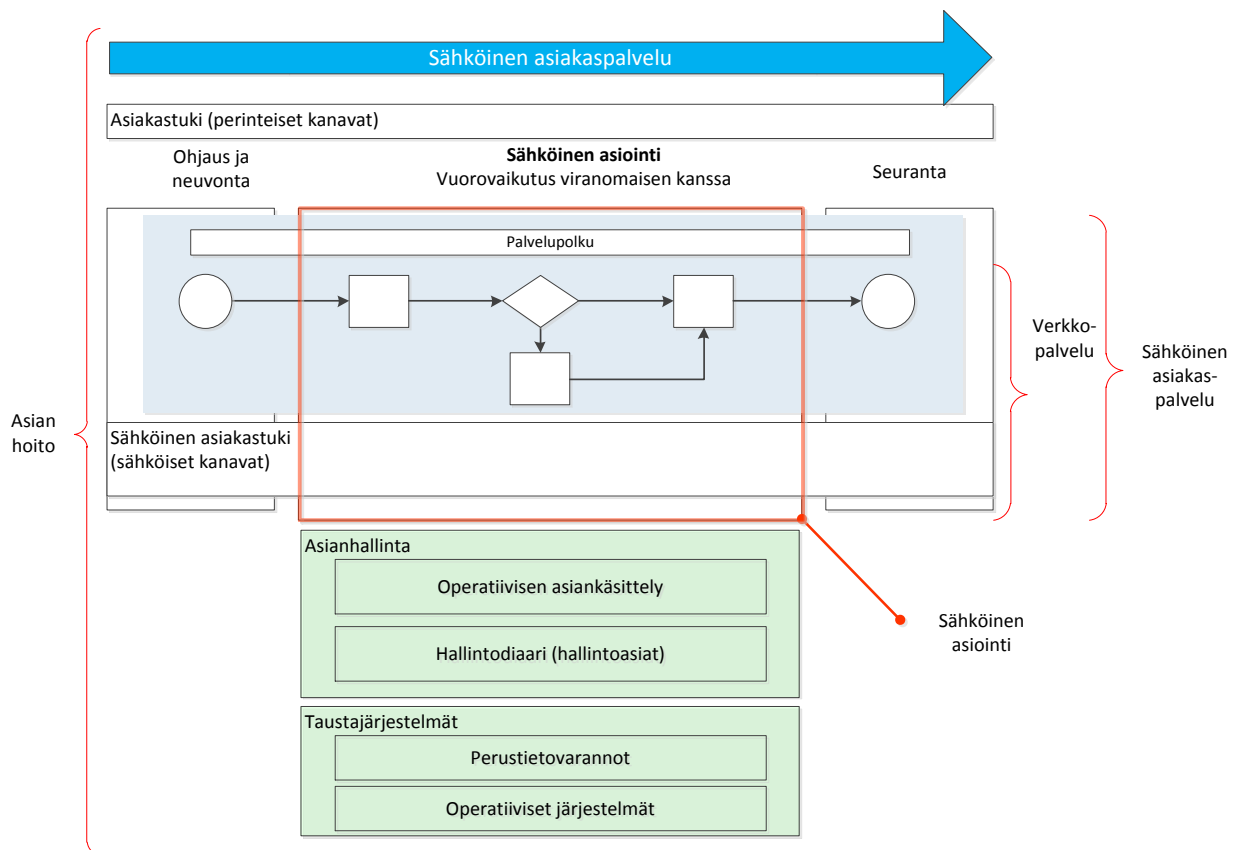 Sähköinen asiakaspalvelu
Asiakastuki (perinteiset kanavat)
Ohjaus ja
neuvonta
Sähköinen asiointi
Vuorovaikutus viranomaisen kanssa
Seuranta
Palvelupolku
Verkko-
palvelu
Sähköinen
asiakas-
palvelu
Asian
hoito
Sähköinen asiakastuki
(sähköiset kanavat)
Asianhallinta
Operatiivisen asiankäsittely
Hallintodiaari (hallintoasiat)
Sähköinen
asiointi
Taustajärjestelmät
Perustietovarannot
Operatiiviset järjestelmät